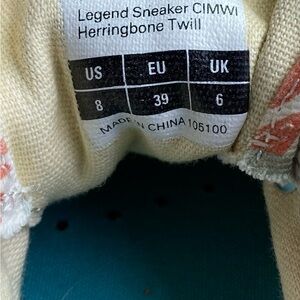 Legend Sneaker CIMWI
Herringbone Twill
US EU UK
8 39 6
MADE IN CHINA 105100